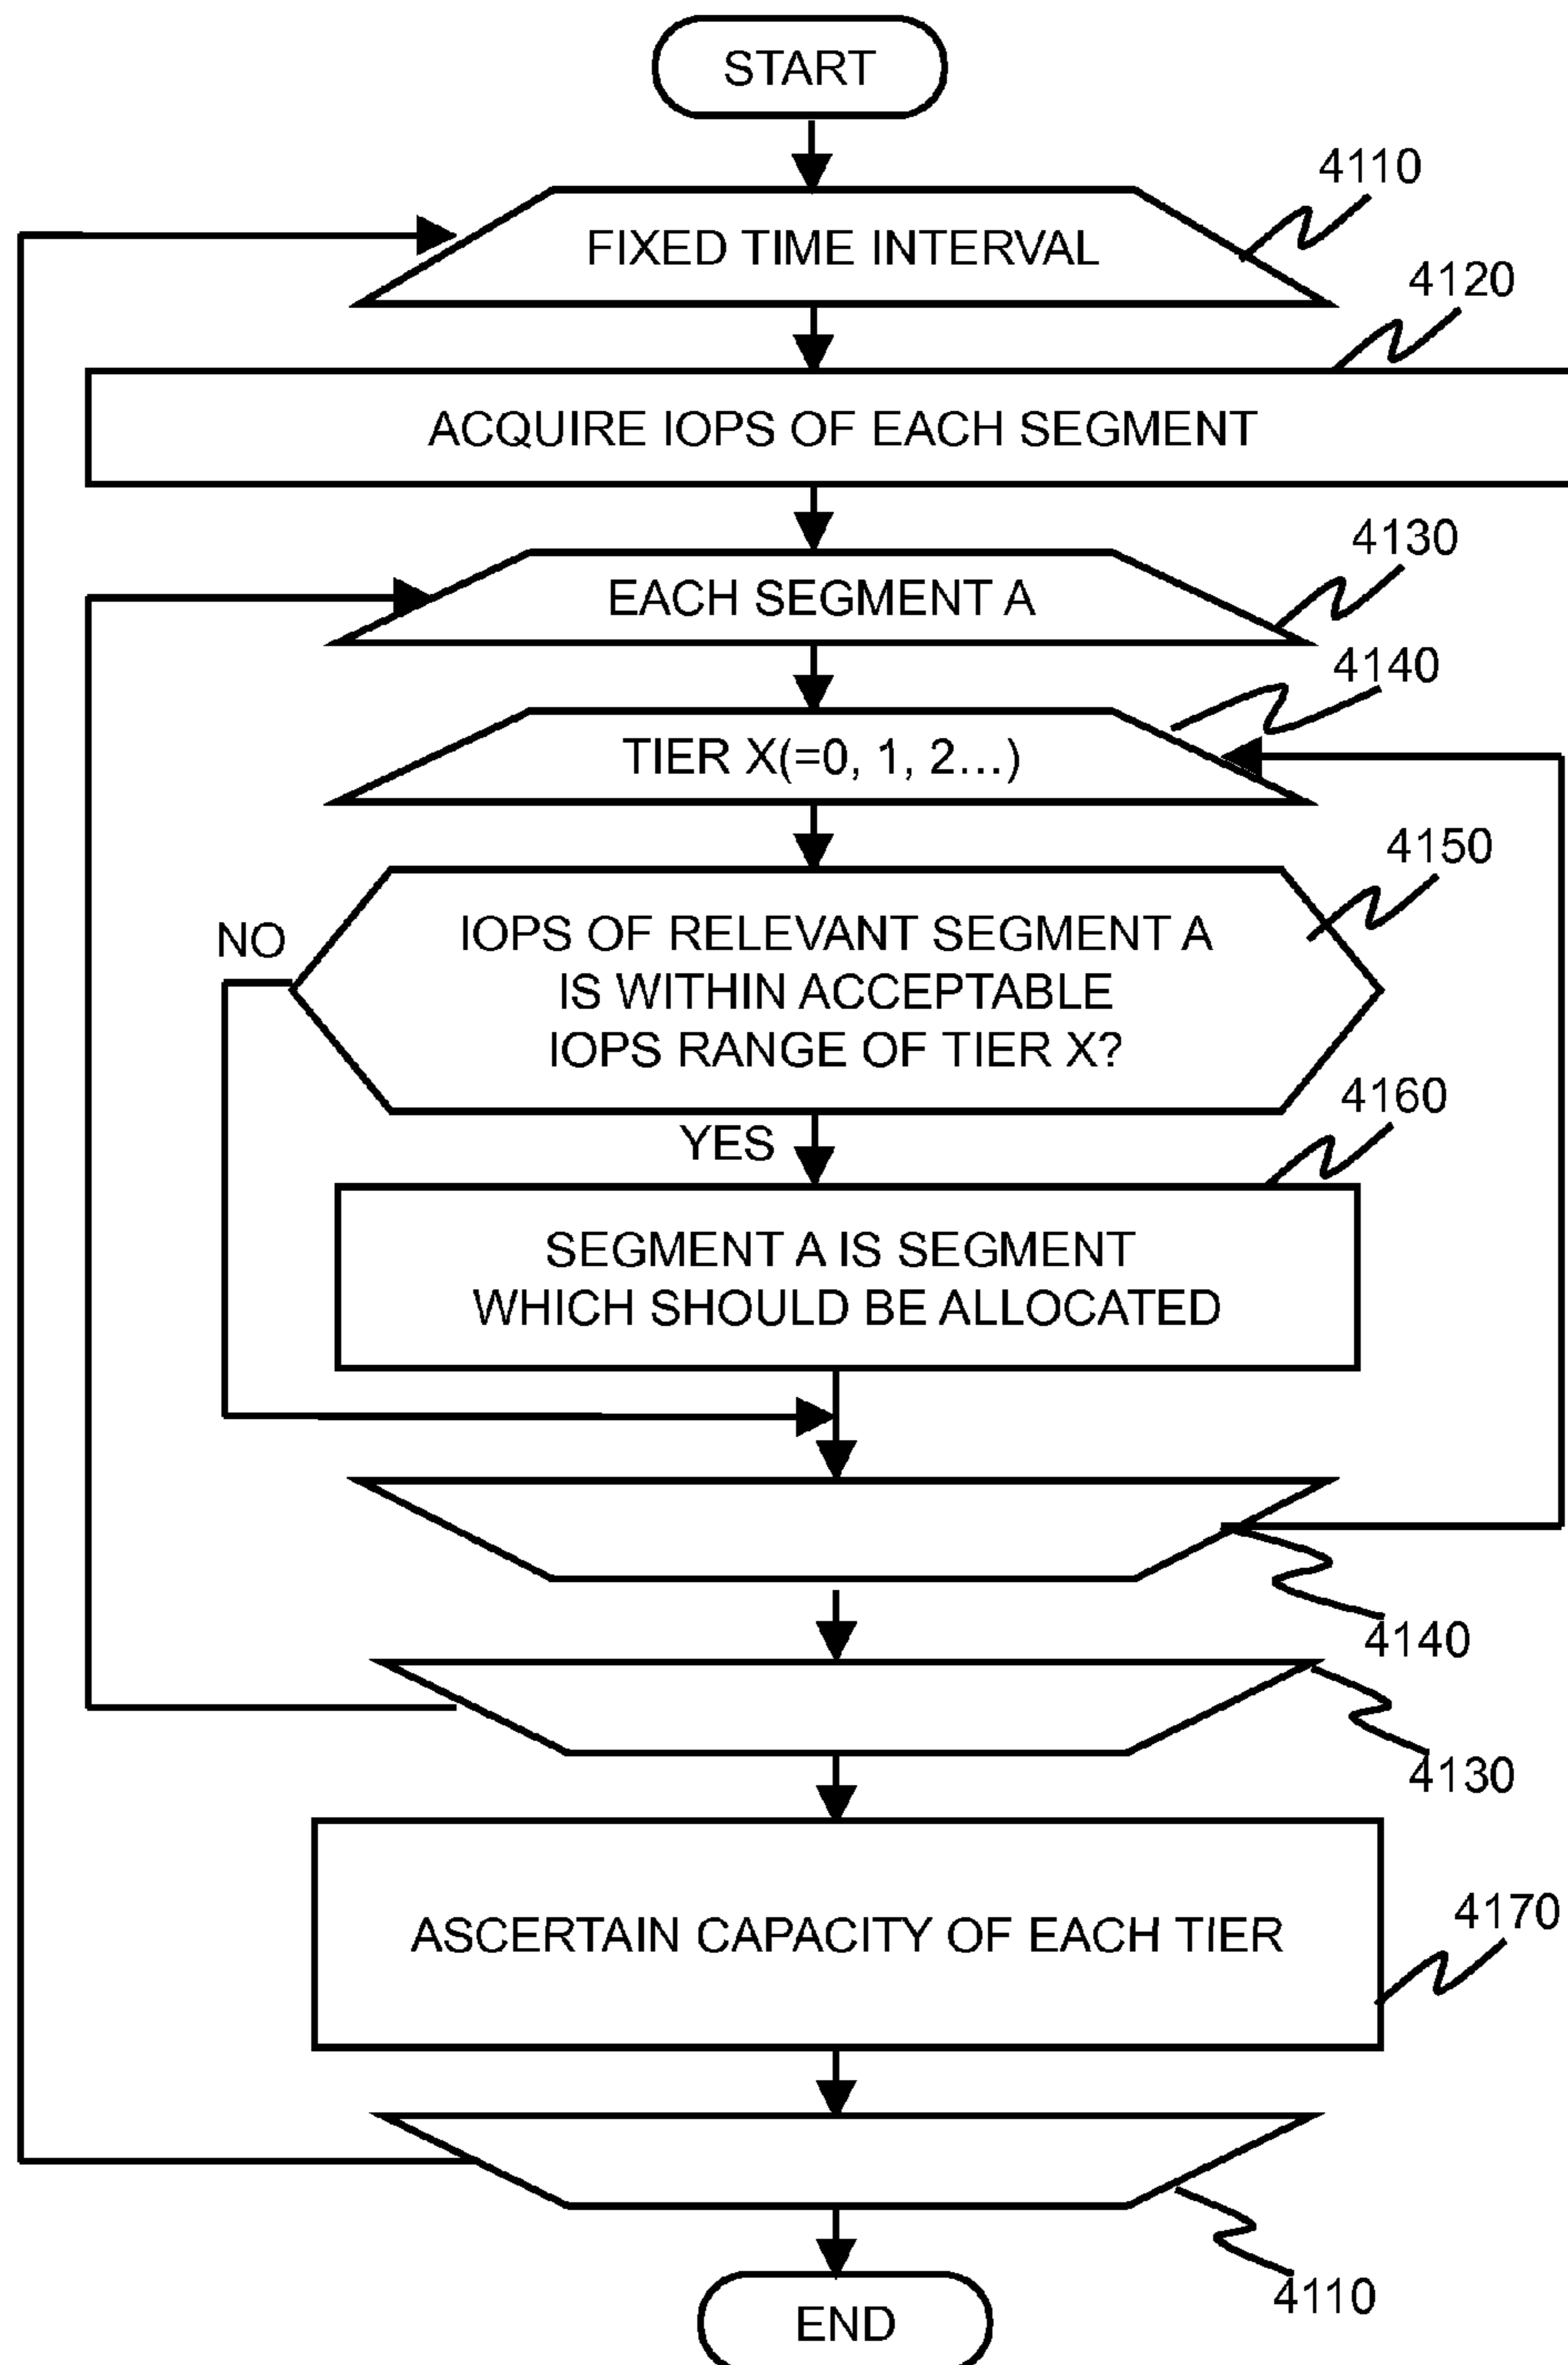 START
4110
FIXED TIME INTERVAL
4120
ACQUIRE IOPS OF EACH SEGMENT
4130
EACH SEGMENT A
4140
TIER X(=0, 1, 2...)
4150
NO
IOPS OF RELEVANT SEGMENT A
IS WITHIN ACCEPTABLE
IOPS RANGE OF TIER X?
4160
YES
SEGMENT A IS SEGMENT
WHICH SHOULD BE ALLOCATED
4140
4130
4170
ASCERTAIN CAPACITY OF EACH TIER
4110
END